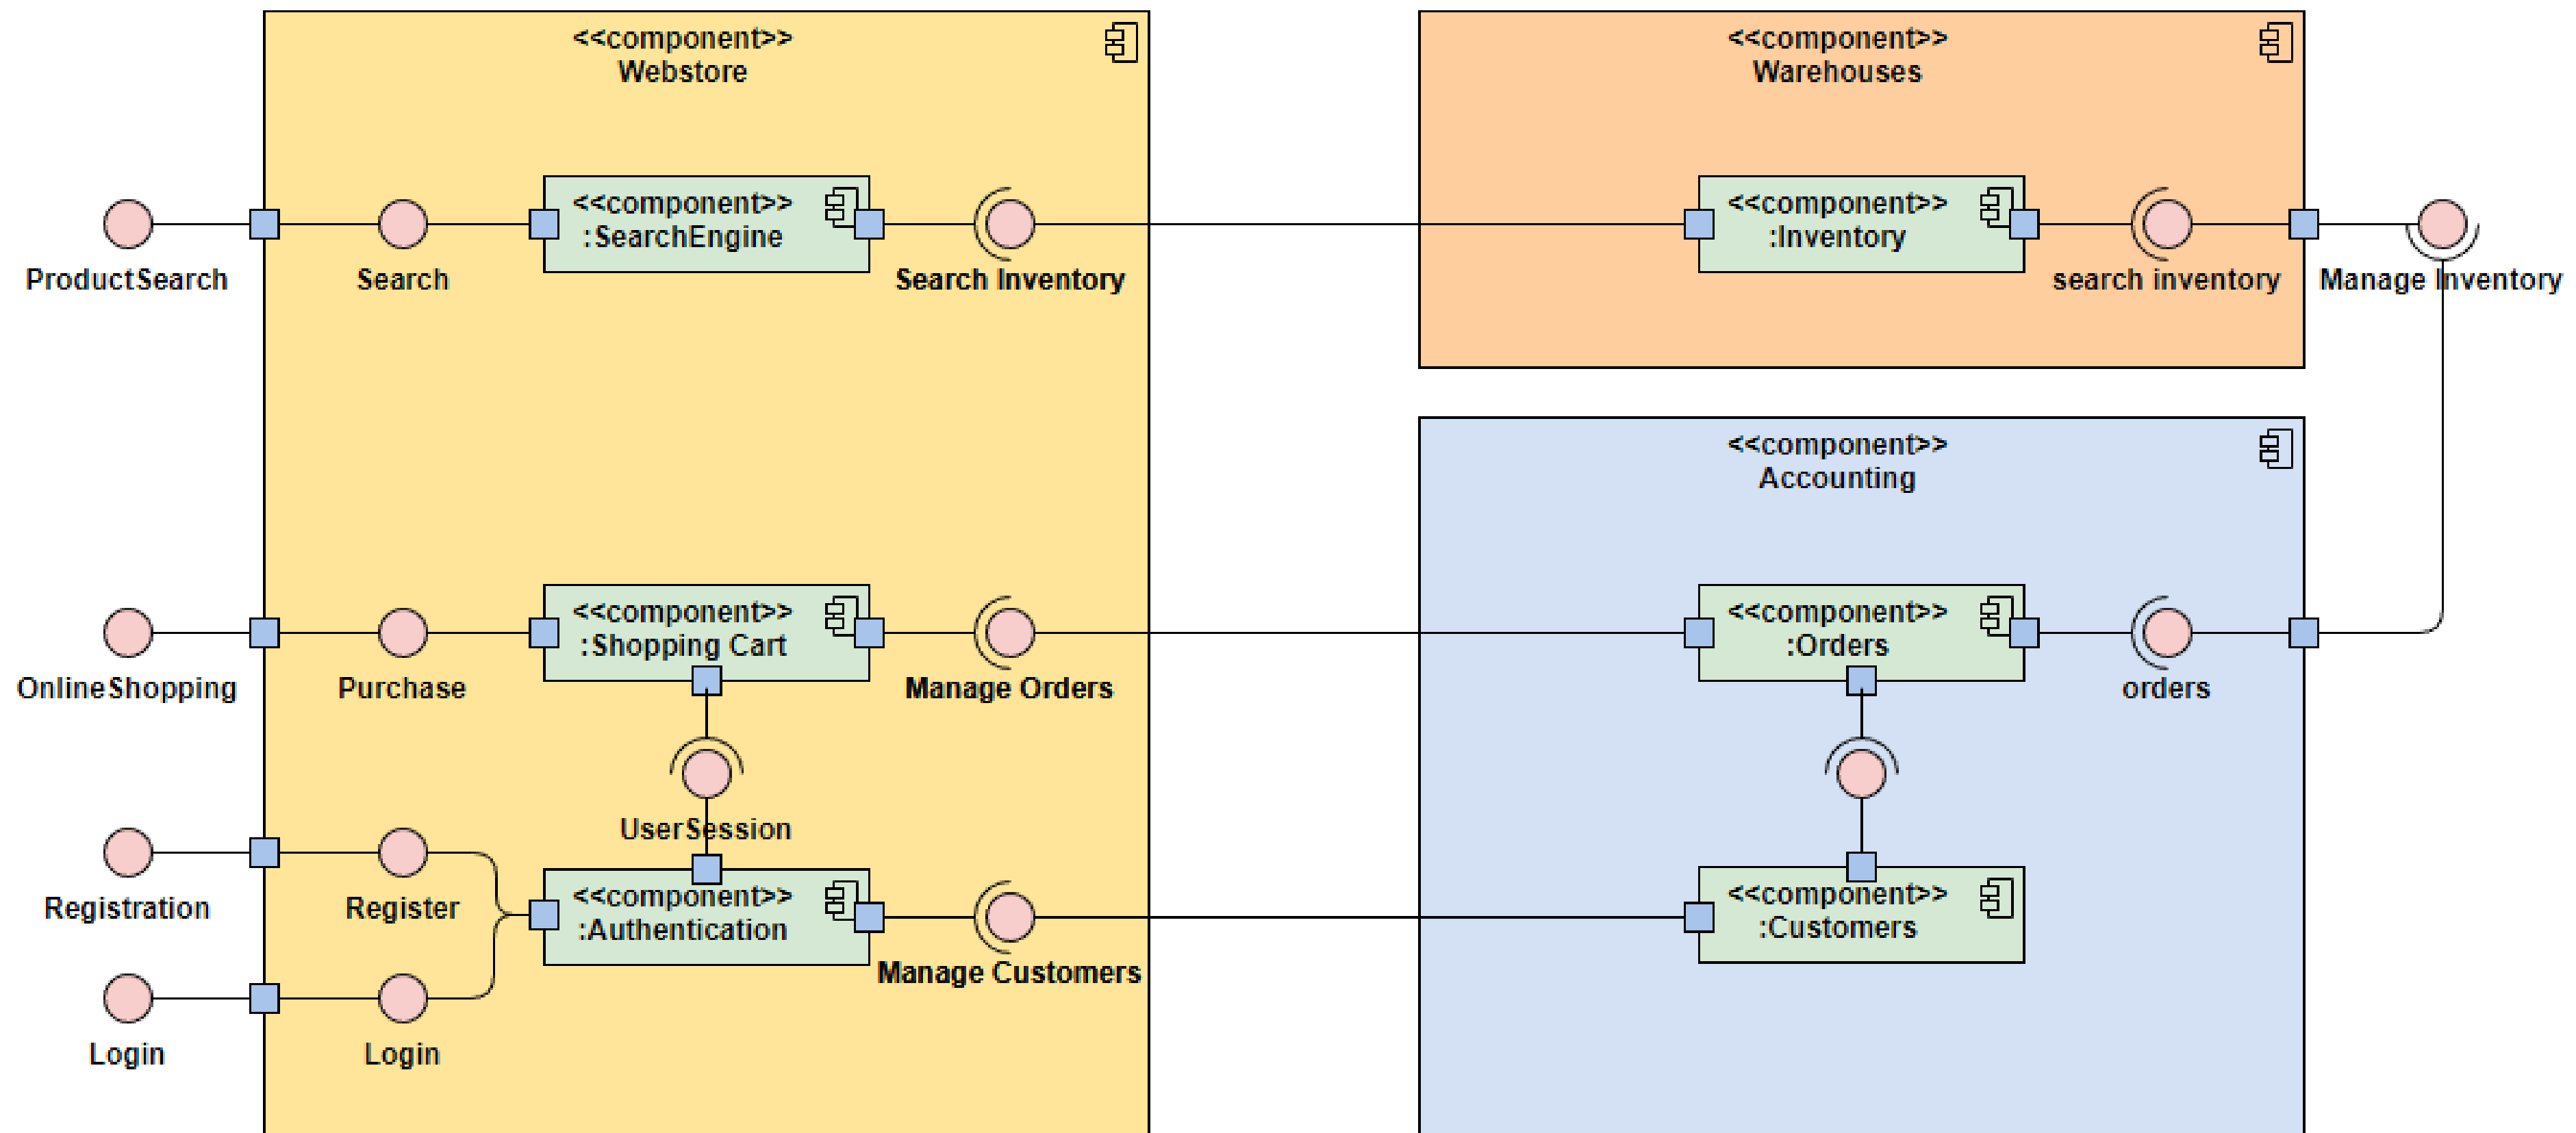 <<component>>
Webstore
<<component>>
Warehouses
<<component>>
:SearchEngine
<<component>>
:Inventory
ProductSearch
Search
Search Inventory
search inventory
Manage Inventory
<<component>>
Accounting
<<component>>
:Shopping Cart
<<component>>
:Orders
OnlineShopping
Purchase
Manage Orders
orders
UserSession
<<component>>
:Authentication
<<component>>
:Customers
Registration
Register
Manage Customers
Login
Login